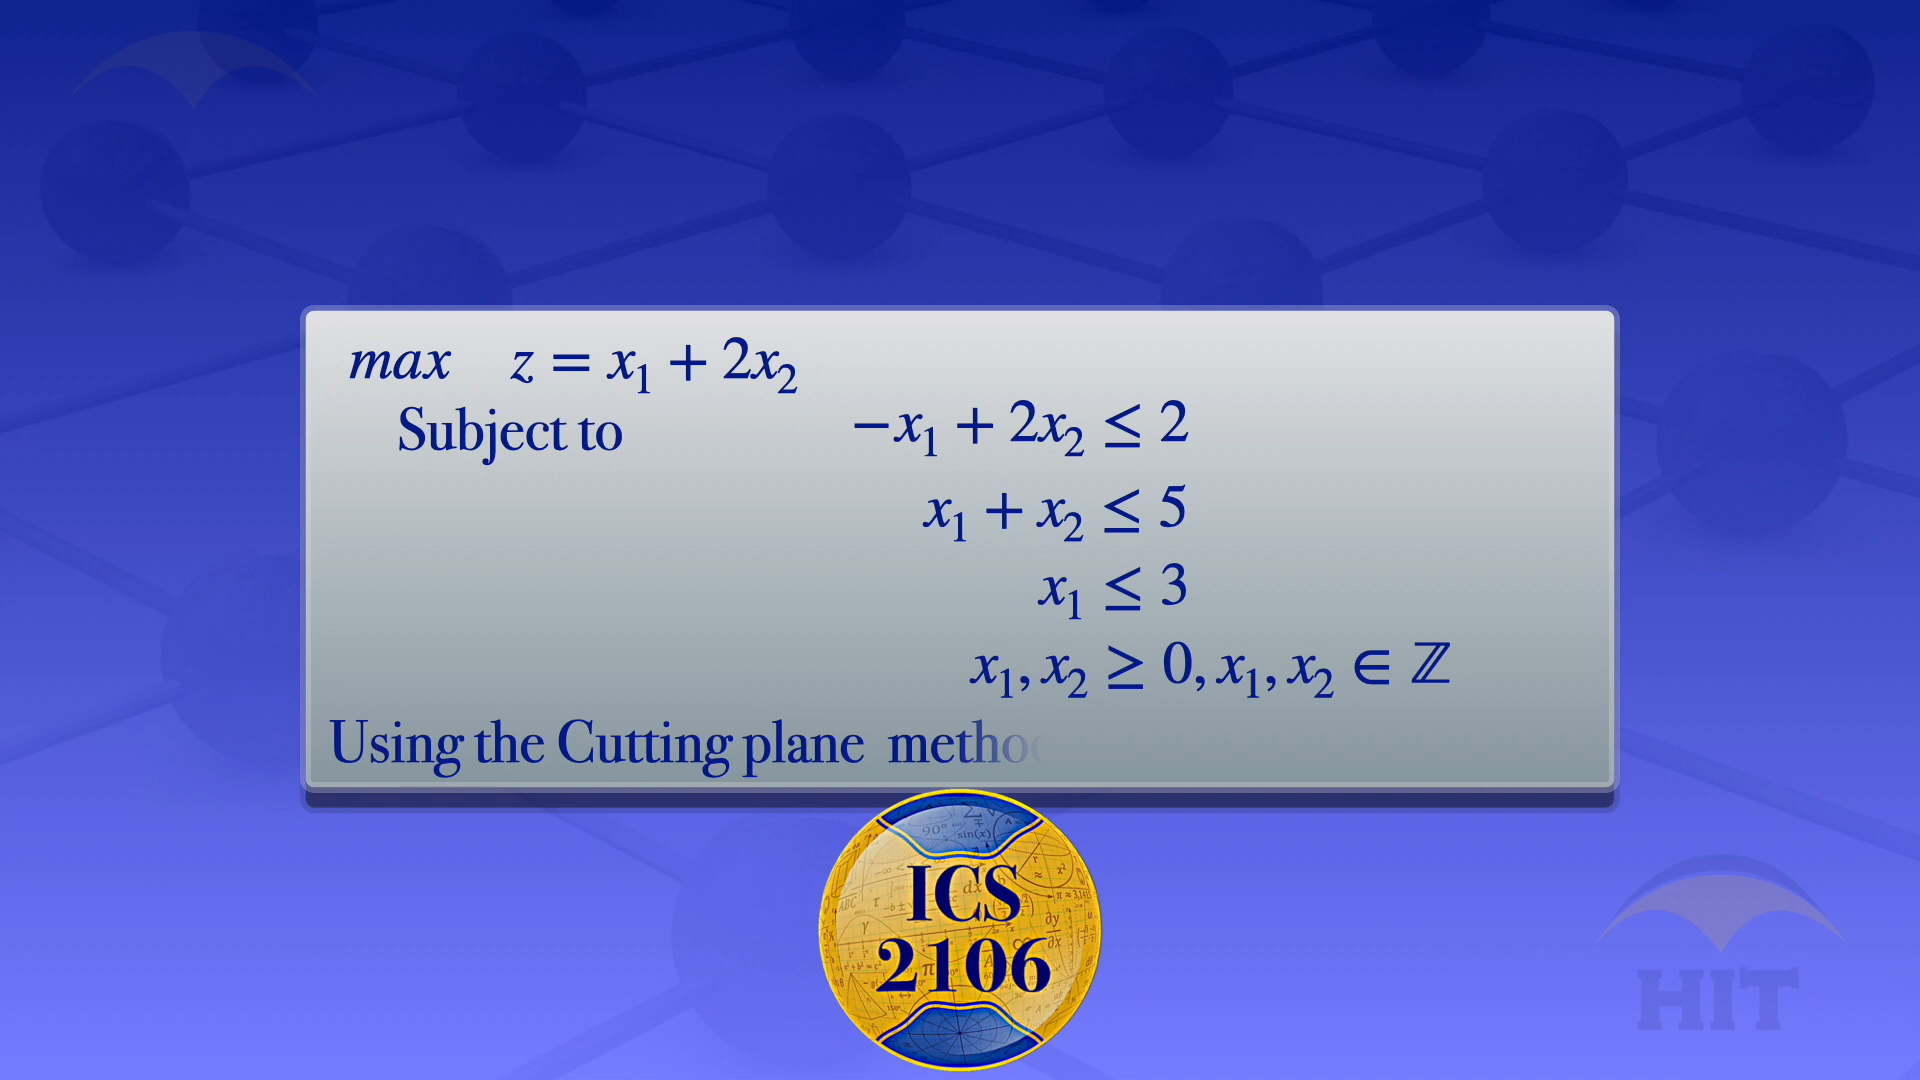 max z = x₁ + 2x₂
Subject to −x₁ + 2x₂ ≤ 2
x₁ + x₂ ≤ 5
x₁ ≤ 3
x₁, x₂ ≥ 0, x₁, x₂ ∈ ℤ
Using the Cutting plane metho
ICS
2106
HIT